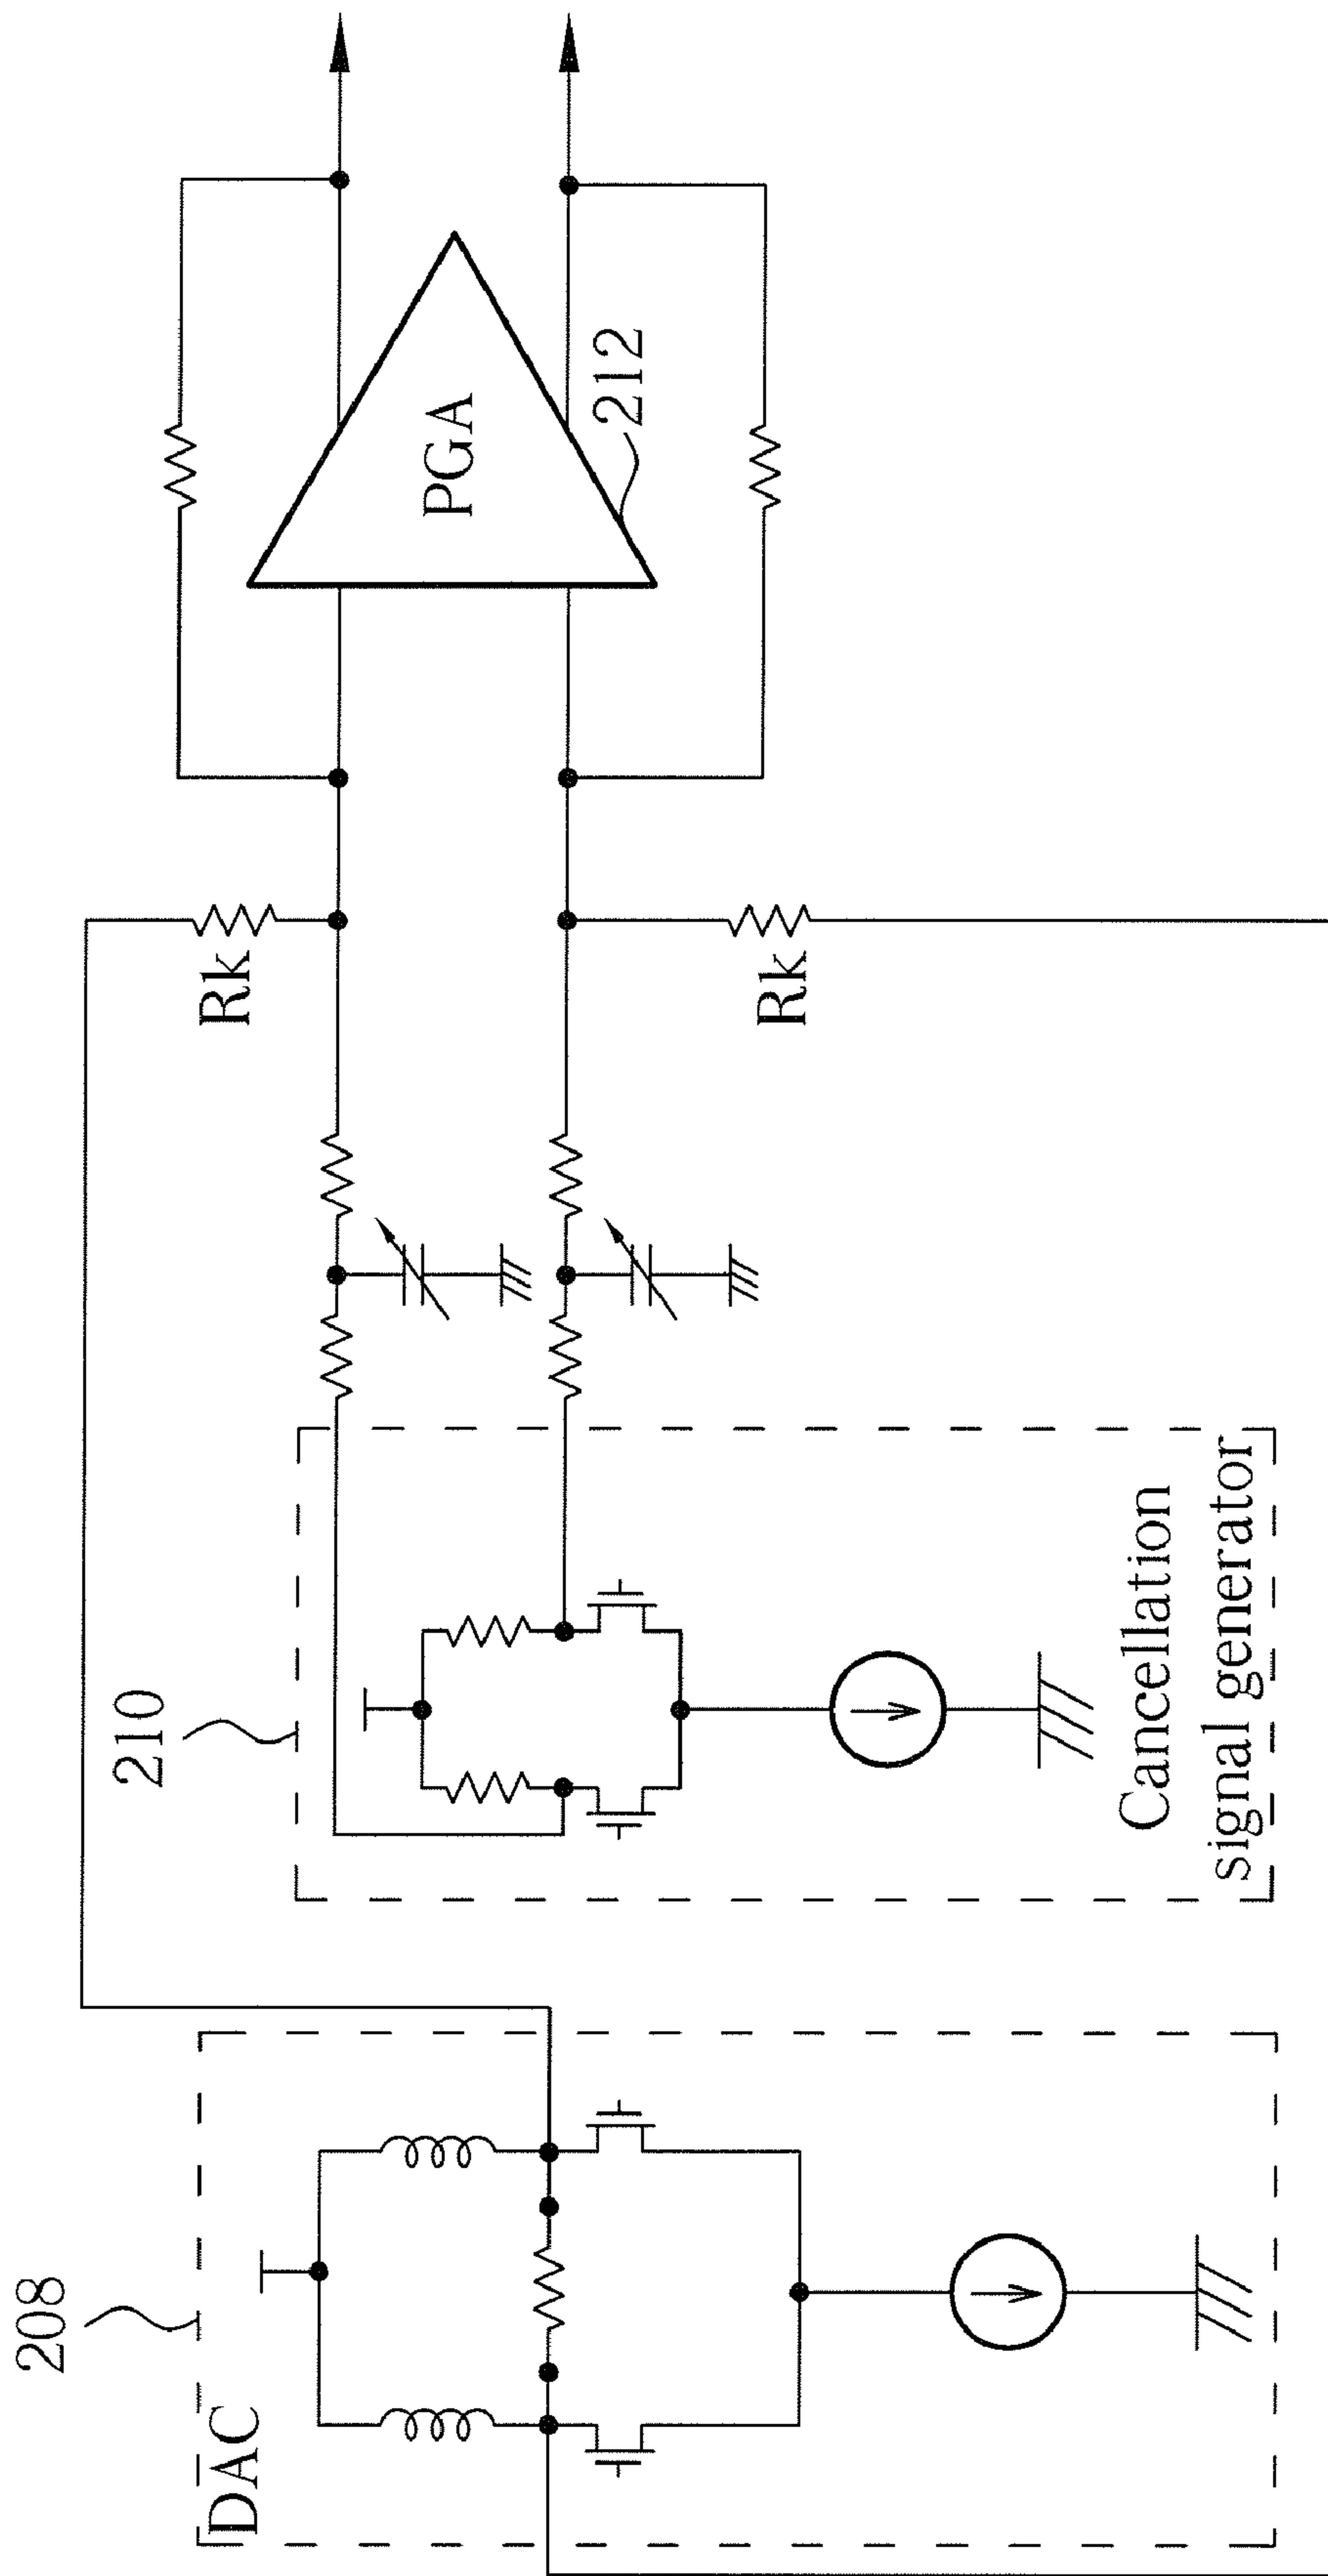 208
DAC
210
Cancellation
signal generator
Rk
Rk
PGA
212